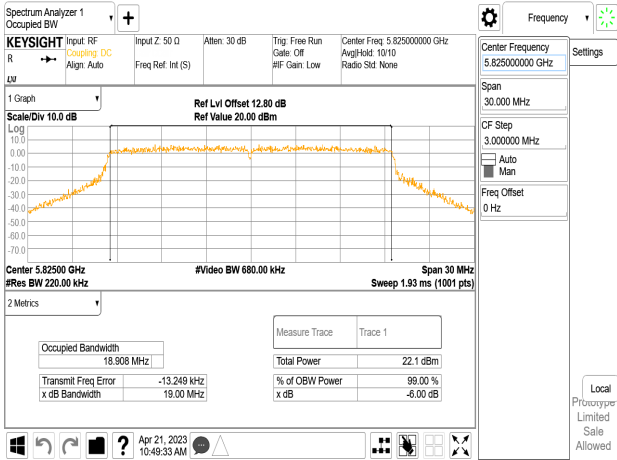 Spectrum Analyzer 1
Occupied BW
Frequency
KEYSIGHT
R
LXI
Input: RF
Coupling: DC
Align: Auto
Input Z: 50 Ω
Freq Ref: Int (S)
Atten: 30 dB
Trig: Free Run
Gate: Off
#IF Gain: Low
Center Freq: 5.825000000 GHz
Avg|Hold: 10/10
Radio Std: None
Center Frequency
5.825000000 GHz
Settings
Span
30.000 MHz
CF Step
3.000000 MHz
Auto
Man
Freq Offset
0 Hz
1 Graph
Scale/Div 10.0 dB
Ref Lvl Offset 12.80 dB
Ref Value 20.00 dBm
Log
10.0
0.00
-10.0
-20.0
-30.0
-40.0
-50.0
-60.0
-70.0
Center 5.82500 GHz
#Video BW 680.00 kHz
Span 30 MHz
#Res BW 220.00 kHz
Sweep 1.93 ms (1001 pts)
2 Metrics
Measure Trace
Trace 1
Occupied Bandwidth
18.908 MHz
Total Power
22.1 dBm
Transmit Freq Error
-13.249 kHz
% of OBW Power
99.00 %
x dB Bandwidth
19.00 MHz
x dB
-6.00 dB
Local
Prototype
Limited
Sale
Allowed
?
Apr 21, 2023
10:49:33 AM